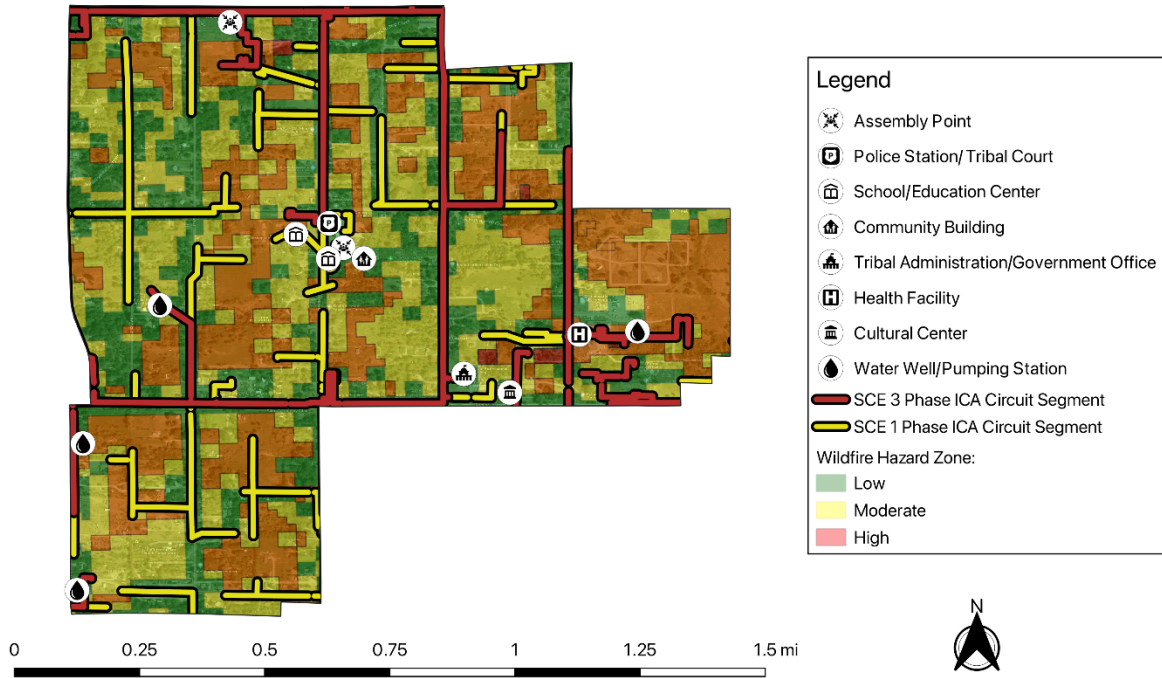 Legend
Assembly Point
P
Police Station/ Tribal Court
School/Education Center
Community Building
Tribal Administration/Government Office
H
Health Facility
Cultural Center
Water Well/Pumping Station
SCE 3 Phase ICA Circuit Segment
SCE 1 Phase ICA Circuit Segment
Wildfire Hazard Zone:
Low
Moderate
High
P
H
N
0 0.25 0.5 0.75 1 1.25 1.5 mi